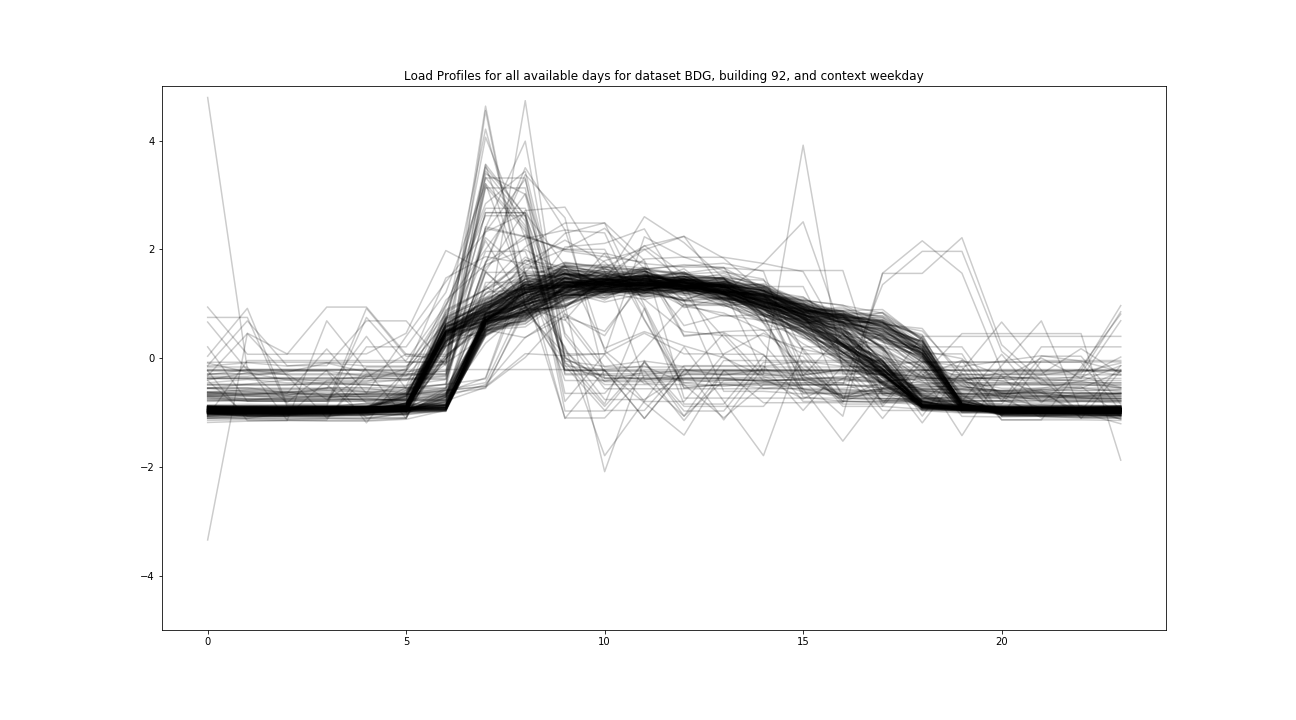 Load Profiles for all available days for dataset BDG, building 92, and context weekday
4
2
0
−2
−4
0 5 10 15 20